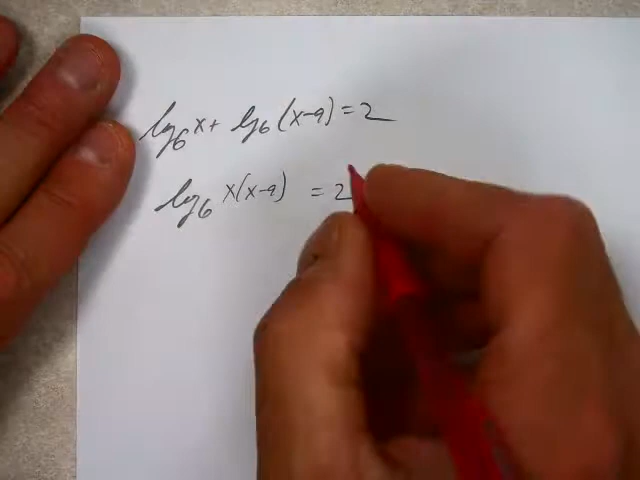 log₆ x + log₆ (x-9) = 2
log₆ x(x-9) = 2